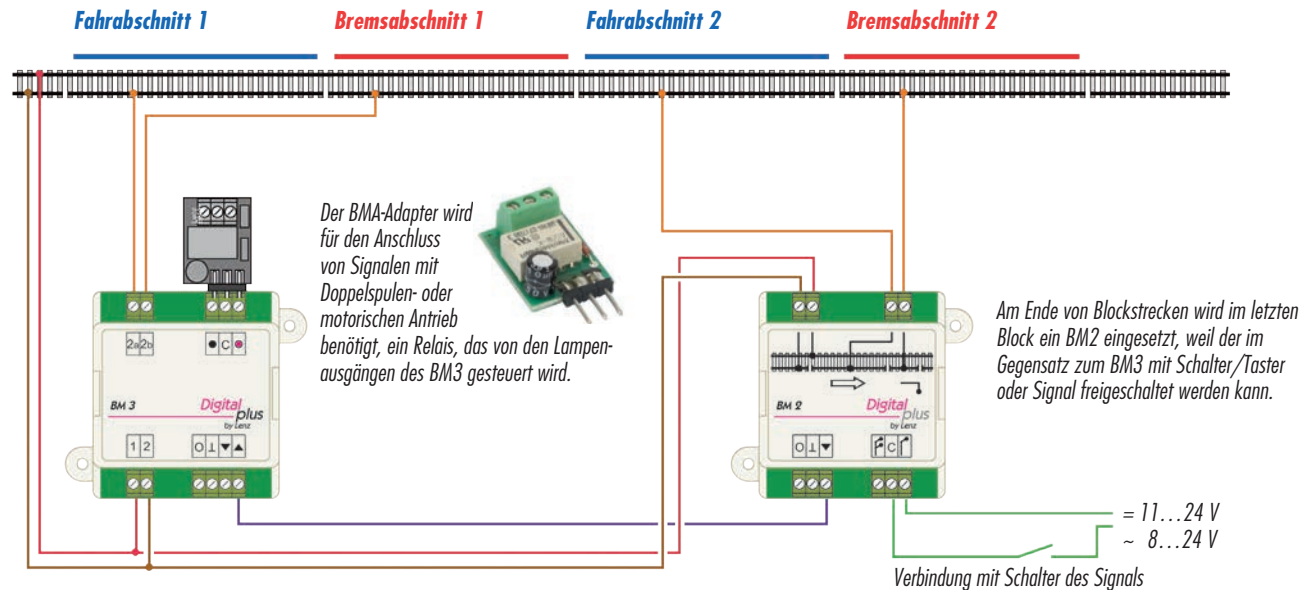 Fahrabschnitt 1
Bremsabschnitt 1
Fahrabschnitt 2
Bremsabschnitt 2
Der BMA-Adapter wird
für den Anschluss
von Signalen mit
Doppelspulen- oder
motorischen Antrieb
benötigt, ein Relais, das von den Lampen-
ausgängen des BM3 gesteuert wird.
2a 2b
C
BM 3
Digital
plus
by Lenz
1 2
BM 2
Digital
plus
by Lenz
C
Am Ende von Blockstrecken wird im letzten
Block ein BM2 eingesetzt, weil der im
Gegensatz zum BM3 mit Schalter/Taster
oder Signal freigeschaltet werden kann.
= 11...24 V
~ 8...24 V
Verbindung mit Schalter des Signals